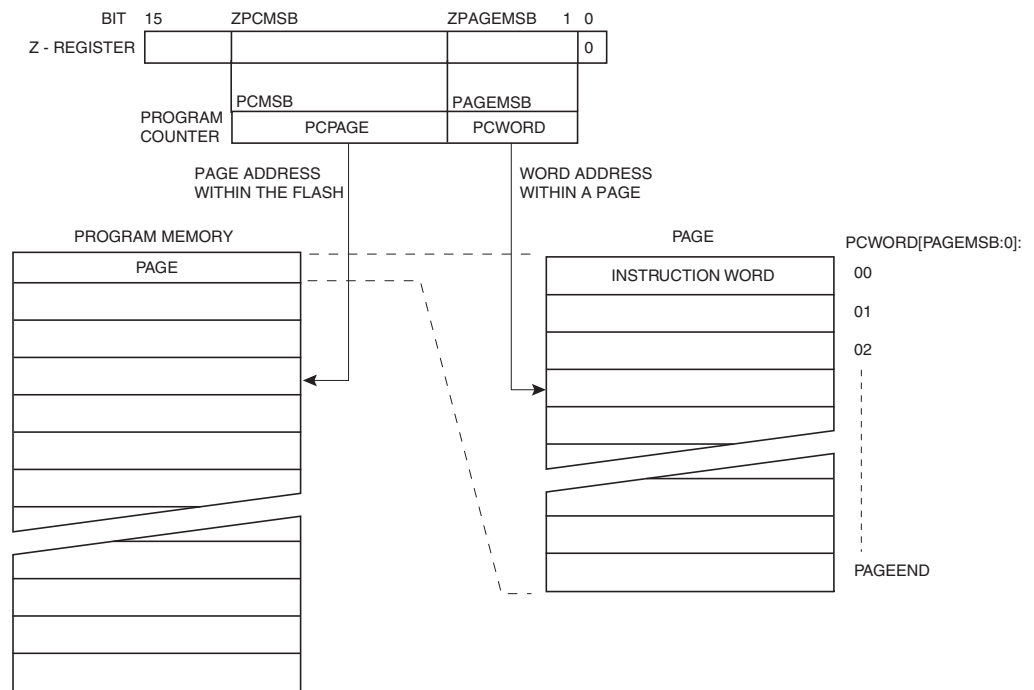 BIT 15 ZPCMSB ZPAGEMSB 1 0
Z - REGISTER 0
PCMSB PAGEMSB
PROGRAM
COUNTER
PCPAGE PCWORD
PAGE ADDRESS
WITHIN THE FLASH
WORD ADDRESS
WITHIN A PAGE
PROGRAM MEMORY PAGE PCWORD[PAGEMSB:0]:
PAGE INSTRUCTION WORD 00
01
02
PAGEEND